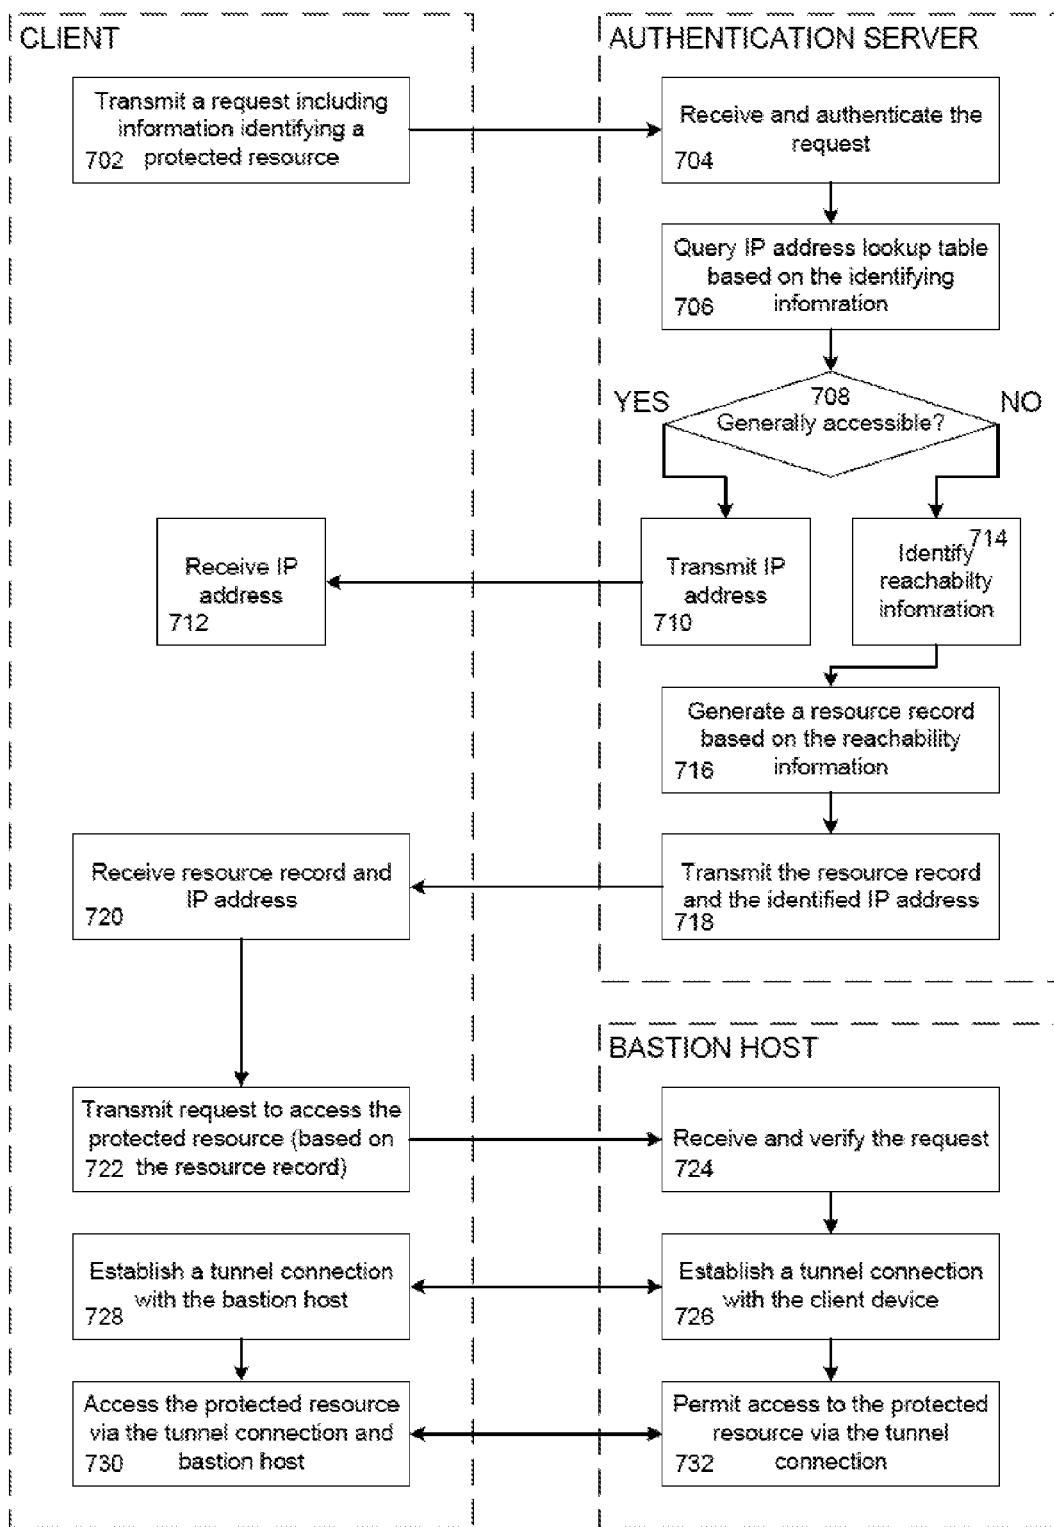 CLIENT
AUTHENTICATION SERVER
Transmit a request including
information identifying a
702 protected resource
Receive and authenticate the
704 request
Query IP address lookup table
based on the identifying
706 infomration
708
YES
Generally accessible?
NO
Receive IP
address
712
Transmit IP
address
710
714
Identify
reachabilty
infomration
Generate a resource record
based on the reachability
716 information
Receive resource record and
IP address
720
Transmit the resource record
and the identified IP address
718
BASTION HOST
Transmit request to access the
protected resource (based on
722 the resource record)
Receive and verify the request
724
Establish a tunnel connection
with the bastion host
728
Establish a tunnel connection
with the client device
726
Access the protected resource
via the tunnel connection and
730 bastion host
Permit access to the protected
resource via the tunnel
732 connection